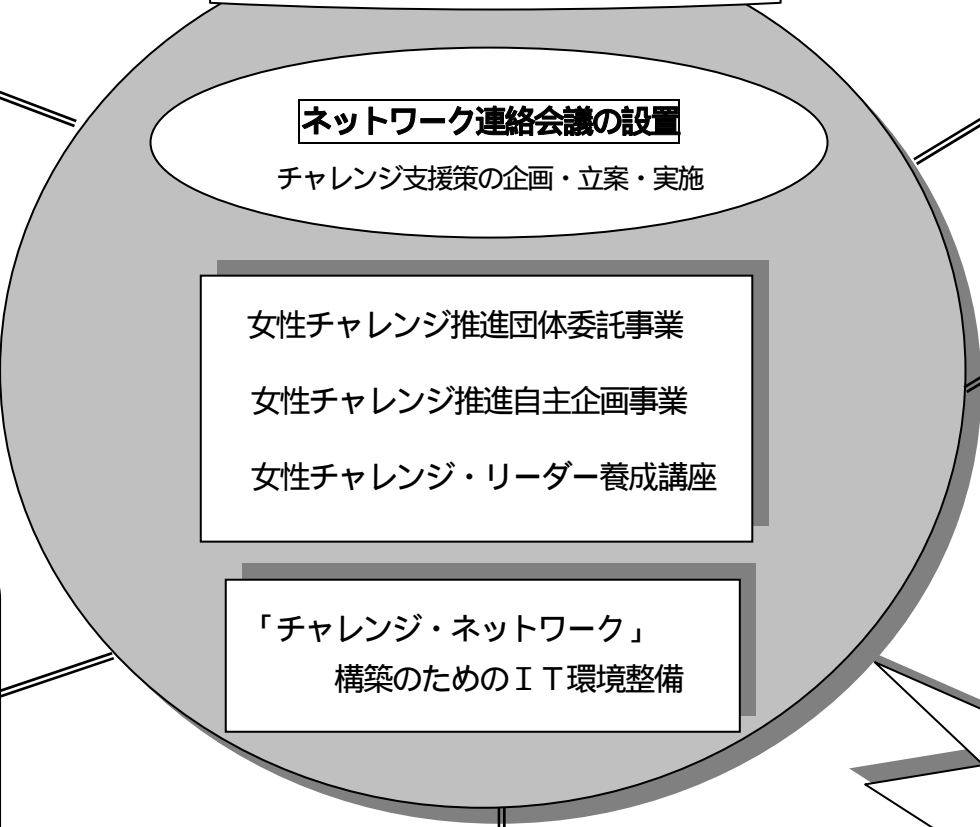 ネットワーク連絡会議の設置
チャレンジ支援策の企画・立案・実施
女性チャレンジ推進団体委託事業
女性チャレンジ推進自主企画事業
女性チャレンジ・リーダー養成講座
「チャレンジ・ネットワーク」
構築のためのＩＴ環境整備